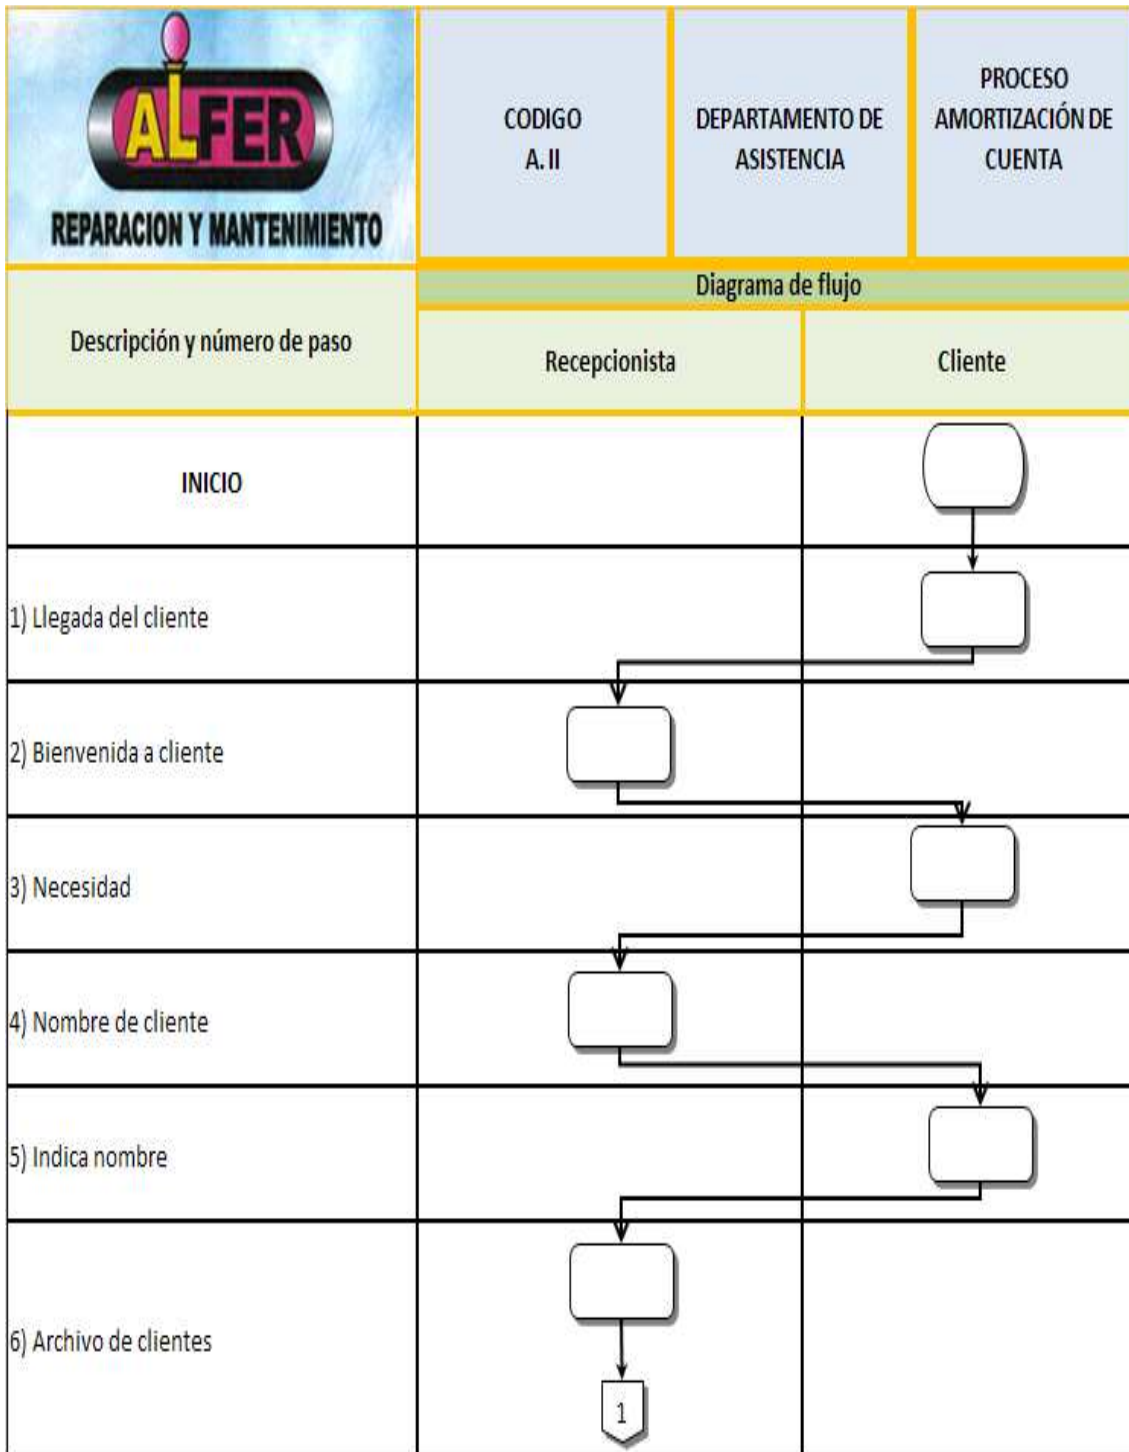 ALFER
REPARACION Y MANTENIMIENTO
CODIGO
A. II
DEPARTAMENTO DE
ASISTENCIA
PROCESO
AMORTIZACIÓN DE
CUENTA
Descripción y número de paso
Diagrama de flujo
Recepcionista
Cliente
INICIO
1) Llegada del cliente
2) Bienvenida a cliente
3) Necesidad
4) Nombre de cliente
5) Indica nombre
6) Archivo de clientes
1